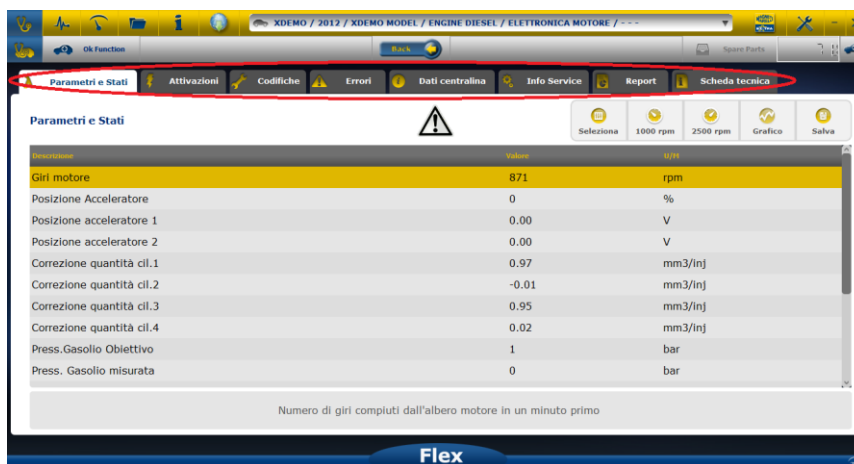 XDEMO / 2012 / XDEMO MODEL / ENGINE DIESEL / ELETTRONICA MOTORE / - - -
Ok Function
Back
Spare Parts
Parametri e Stati
Attivazioni
Codifiche
Errori
Dati centralina
Info Service
Report
Scheda tecnica
Parametri e Stati
Seleziona
1000 rpm
2500 rpm
Grafico
Salva
Descrizione Valore U/M
Giri motore 871 rpm
Posizione Acceleratore 0 %
Posizione acceleratore 1 0.00 V
Posizione acceleratore 2 0.00 V
Correzione quantità cil.1 0.97 mm3/inj
Correzione quantità cil.2 -0.01 mm3/inj
Correzione quantità cil.3 0.95 mm3/inj
Correzione quantità cil.4 0.02 mm3/inj
Press.Gasolio Obiettivo 1 bar
Press. Gasolio misurata 0 bar
Numero di giri compiuti dall'albero motore in un minuto primo
Flex